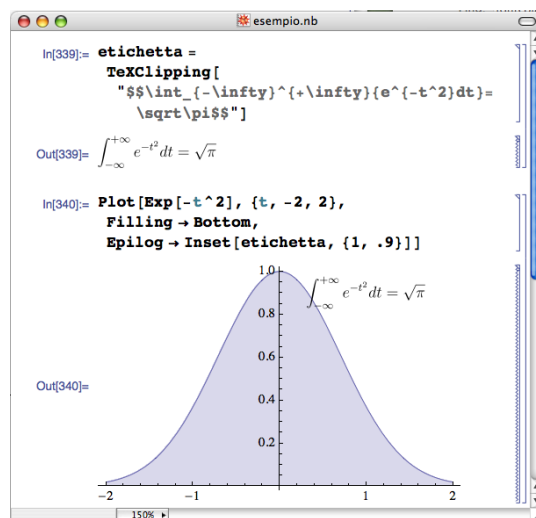 esempio.nb
In[339]:= etichetta =
TeXClipping[
"$$\int_{-\infty}^{+\infty}{e^{-t^2}dt}=
\sqrt\pi$$"]
Out[339]= ∫_{-∞}^{+∞} e^{-t²} dt = √π
In[340]:= Plot[Exp[-t^2], {t, -2, 2},
Filling → Bottom,
Epilog → Inset[etichetta, {1, .9}]]
1.0
∫_{-∞}^{+∞} e^{-t²} dt = √π
0.8
0.6
Out[340]=
0.4
0.2
-2 -1 1 2
150%